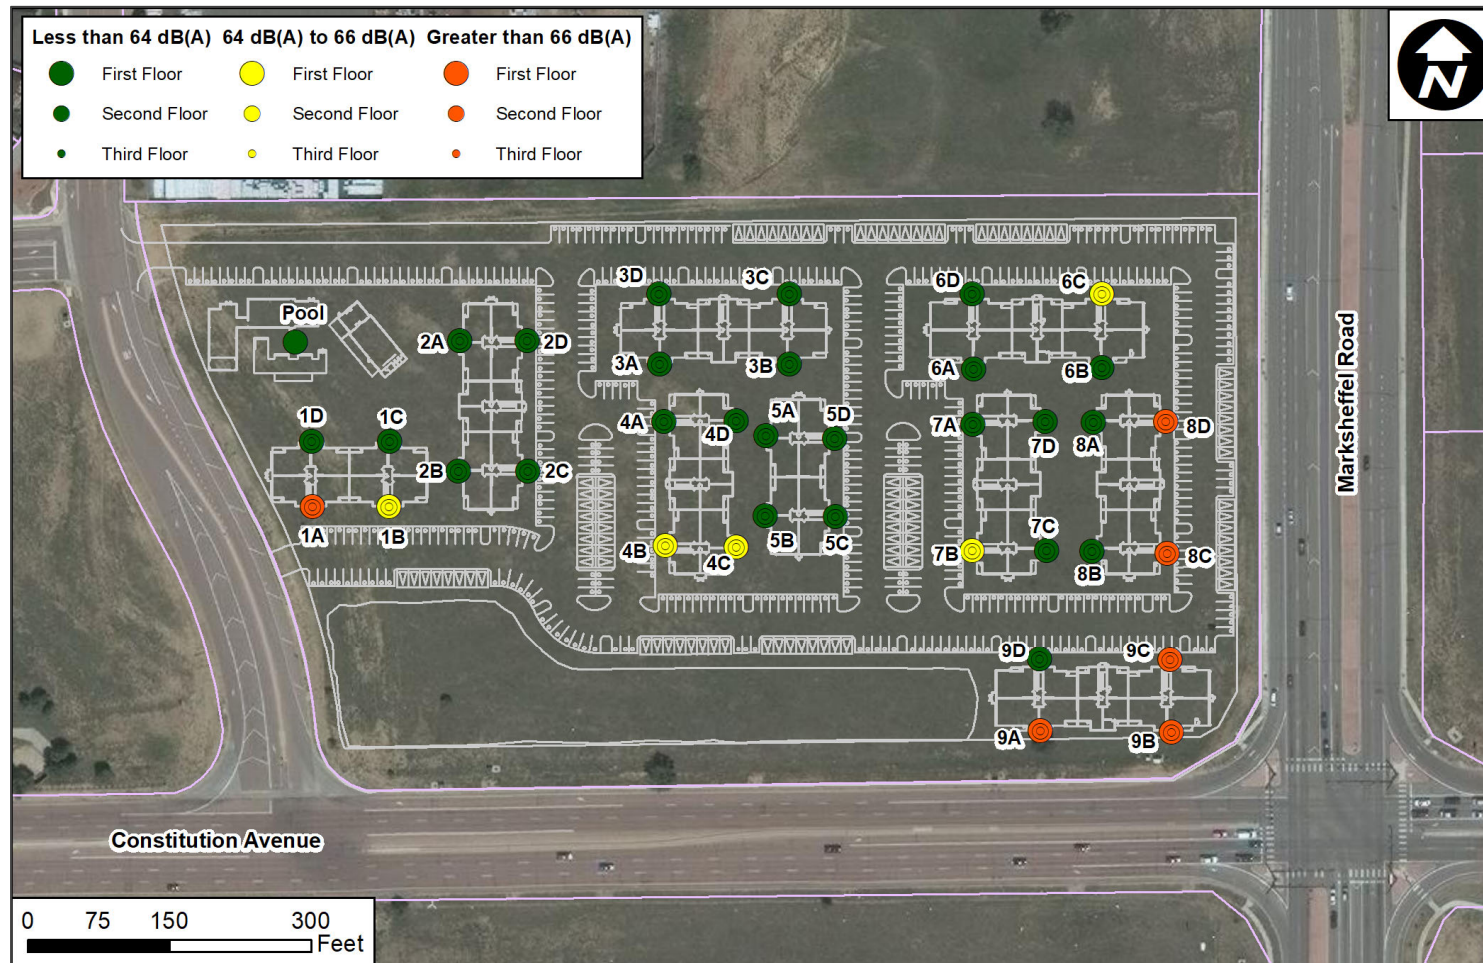 Less than 64 dB(A) 64 dB(A) to 66 dB(A) Greater than 66 dB(A)
First Floor First Floor First Floor
Second Floor Second Floor Second Floor
Third Floor Third Floor Third Floor
N
3D 3C 6D 6C
Pool
2A 2D
3A 3B 6A 6B
1D 1C 4A 4D 5A 5D 7A 7D 8A 8D
2B 2C
1A 1B
4B 4C 5B 5C 7B 7C 8B 8C
9D 9C
9A 9B
Marksheffel Road
Constitution Avenue
0 75 150 300
Feet